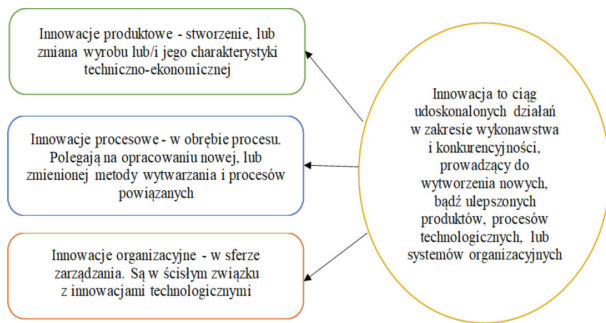 Innowacje produktowe - stworzenie, lub
zmiana wyrobu lub/i jego charakterystyki
techniczno-ekonomicznej
Innowacje procesowe - w obrębie procesu.
Polegają na opracowaniu nowej, lub
zmienionej metody wytwarzania i procesów
powiązanych
Innowacje organizacyjne - w sferze
zarządzania. Są w ścisłym związku
z innowacjami technologicznymi
Innowacja to ciąg
udoskonalonych działań
w zakresie wykonawstwa
i konkurencyjności,
prowadzący do
wytworzenia nowych,
bądź ulepszonych
produktów, procesów
technologicznych, lub
systemów organizacyjnych